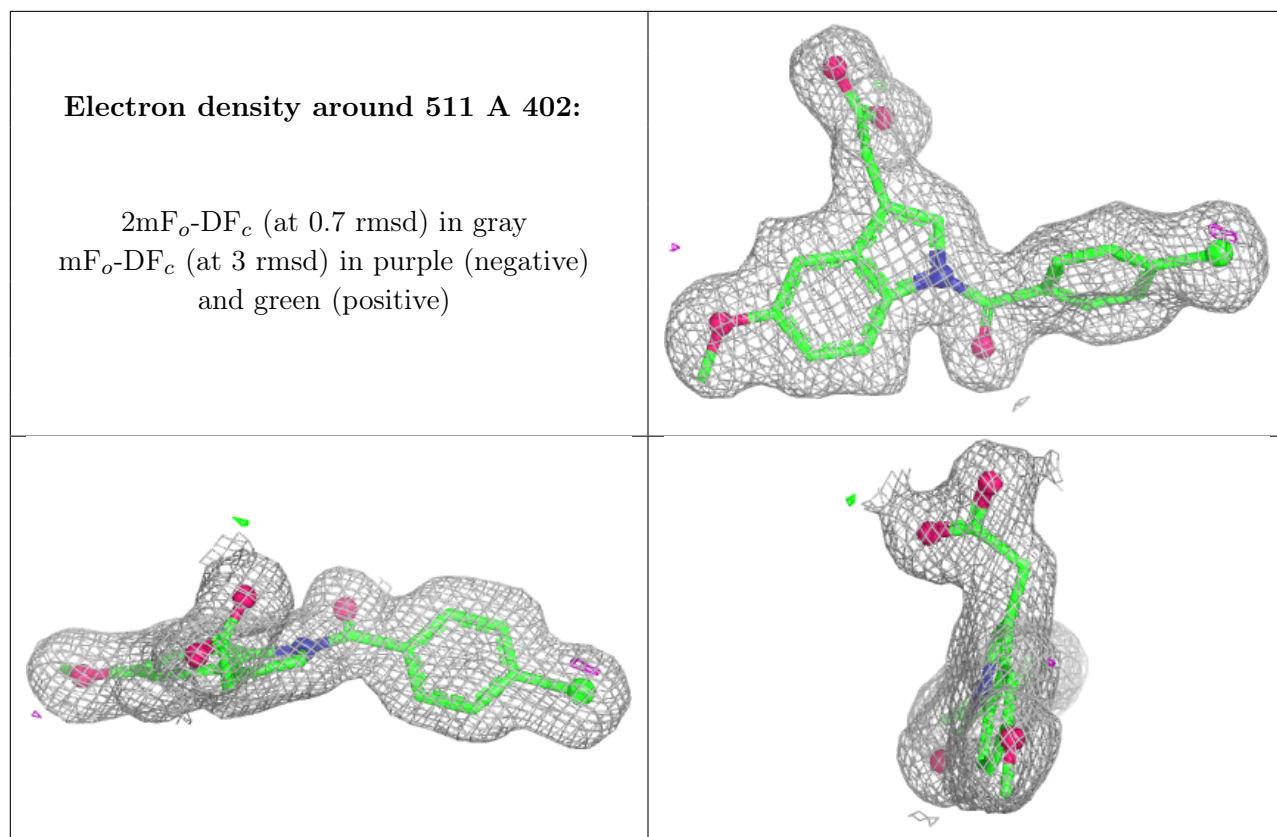 Electron density around 511 A 402:
2mFo-DFc (at 0.7 rmsd) in gray
mFo-DFc (at 3 rmsd) in purple (negative)
and green (positive)